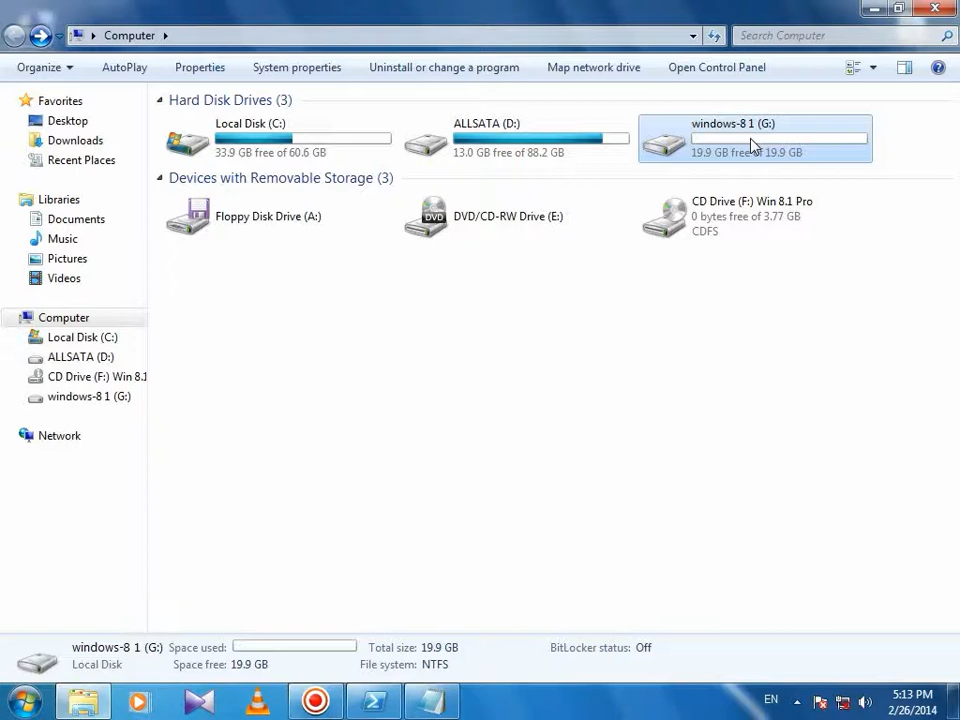 Computer
Search Computer
Organize
AutoPlay
Properties
System properties
Uninstall or change a program
Map network drive
Open Control Panel
Favorites
Desktop
Downloads
Recent Places
Libraries
Documents
Music
Pictures
Videos
Computer
Local Disk (C:)
ALLSATA (D:)
CD Drive (F:) Win 8.1
windows-8 1 (G:)
Network
Hard Disk Drives (3)
Local Disk (C:)
33.9 GB free of 60.6 GB
ALLSATA (D:)
13.0 GB free of 88.2 GB
windows-8 1 (G:)
19.9 GB free of 19.9 GB
Devices with Removable Storage (3)
Floppy Disk Drive (A:)
DVD
DVD/CD-RW Drive (E:)
CD Drive (F:) Win 8.1 Pro
0 bytes free of 3.77 GB
CDFS
windows-8 1 (G:) Space used: Total size: 19.9 GB BitLocker status: Off
Local Disk Space free: 19.9 GB File system: NTFS
EN
5:13 PM
2/26/2014